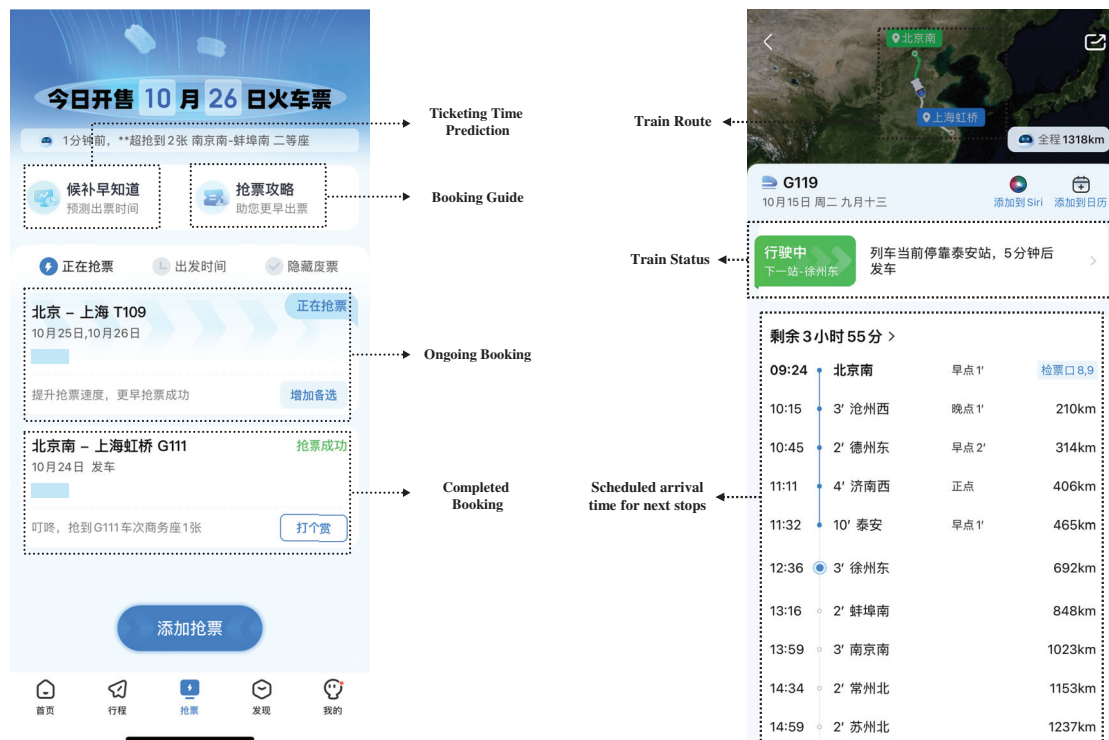 今日开售 10 月 26 日火车票
1分钟前，**超抢到2张 南京南-蚌埠南 二等座
候补早知道
预测出票时间
抢票攻略
助您更早出票
正在抢票
出发时间
隐藏废票
北京 – 上海 T109
正在抢票
10月25日,10月26日
提升抢票速度，更早抢票成功
增加备选
北京南 – 上海虹桥 G111
抢票成功
10月24日 发车
叮咚，抢到G111车次商务座1张
打个赏
添加抢票
首页
行程
抢票
发现
我的
Ticketing Time
Prediction
Booking Guide
Ongoing Booking
Completed
Booking
Train Route
Train Status
Scheduled arrival
time for next stops
北京南
上海虹桥
全程 1318km
G119
10月15日 周二 九月十三
添加到 Siri
添加到日历
行驶中
下一站-徐州东
列车当前停靠泰安站，5分钟后
发车
剩余3小时55分 >
09:24 北京南 早点1' 检票口8,9
10:15 3' 沧州西 晚点1' 210km
10:45 2' 德州东 早点2' 314km
11:11 4' 济南西 正点 406km
11:32 10' 泰安 早点1' 465km
12:36 3' 徐州东 692km
13:16 2' 蚌埠南 848km
13:59 3' 南京南 1023km
14:34 2' 常州北 1153km
14:59 2' 苏州北 1237km